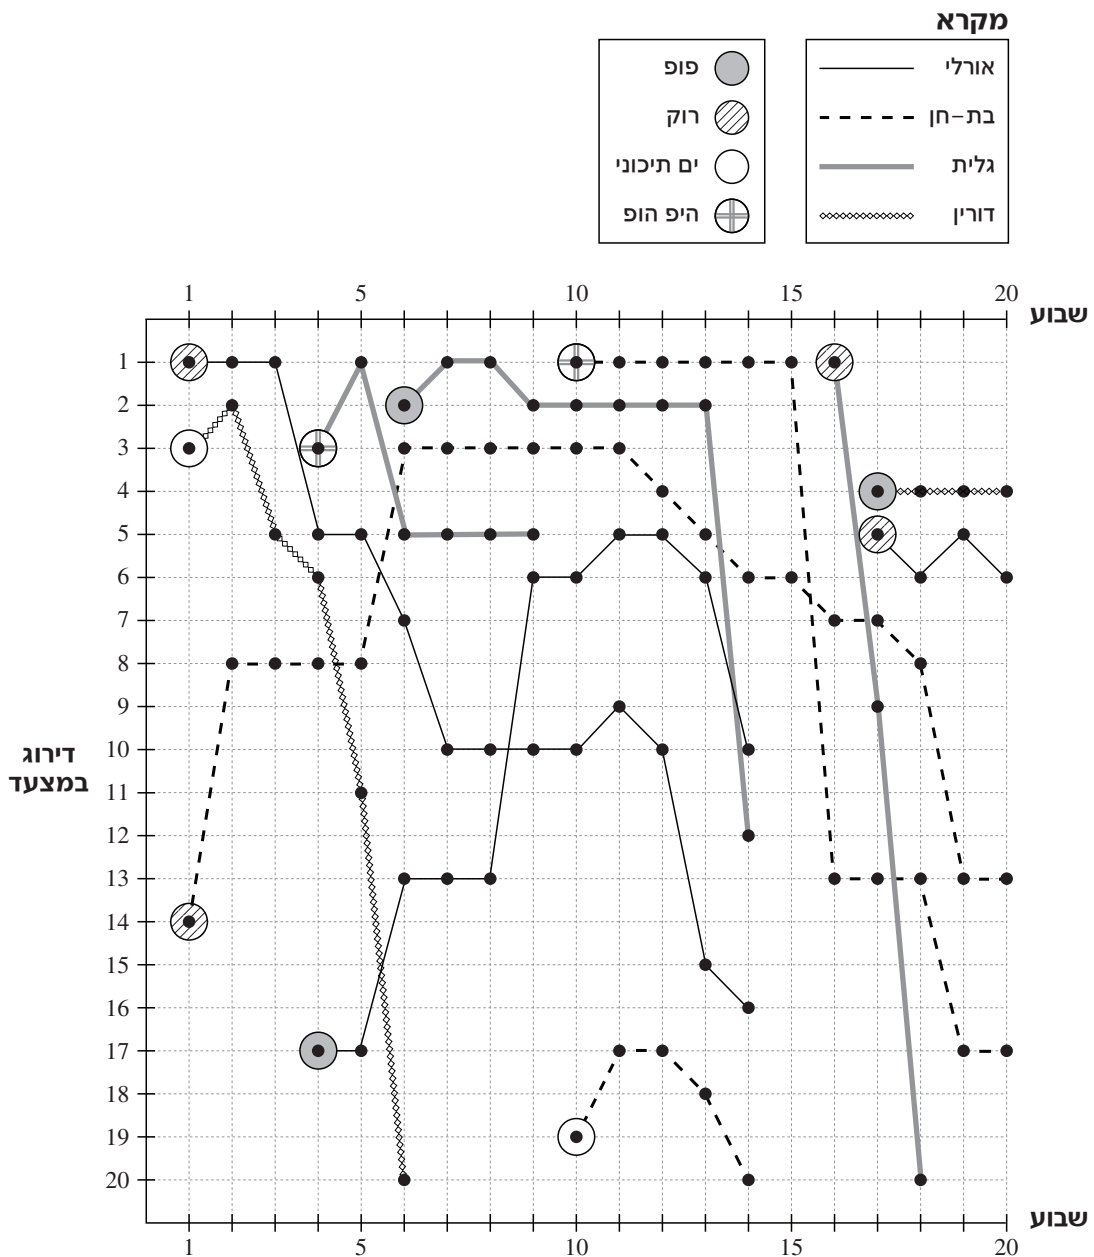 מקרא
אורלי
בת-חן
גלית
דורין
פופ
רוק
ים תיכוני
היפ הופ
1 5 10 15 20
שבוע
1
2
3
4
5
6
7
8
9
דירוג
במצעד
10
11
12
13
14
15
16
17
18
19
20
שבוע
1 5 10 15 20